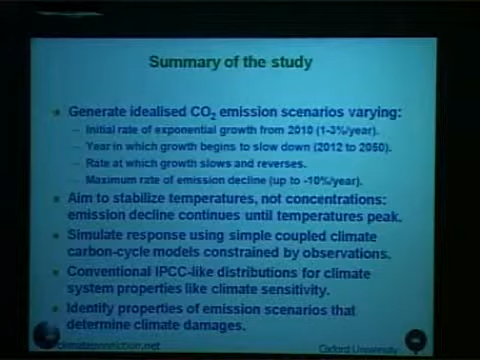 Summary of the study
Generate idealised CO₂ emission scenarios varying:
– Initial rate of exponential growth from 2010 (1-3%/year).
– Year in which growth begins to slow down (2012 to 2050).
– Rate at which growth slows and reverses.
– Maximum rate of emission decline (up to -10%/year).
Aim to stabilize temperatures, not concentrations:
emission decline continues until temperatures peak.
Simulate response using simple coupled climate
carbon-cycle models constrained by observations.
Conventional IPCC-like distributions for climate
system properties like climate sensitivity.
Identify properties of emission scenarios that
determine climate damages.
climateprediction.net
Oxford University